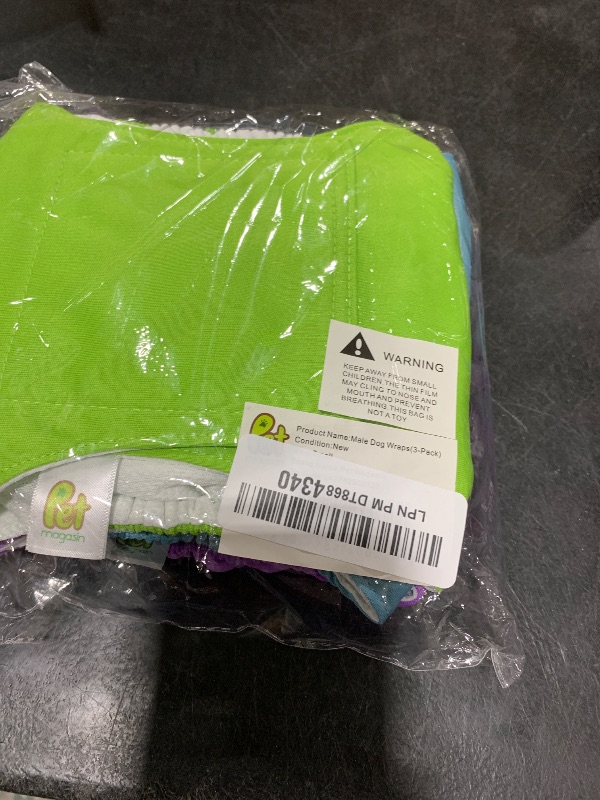 WARNING
KEEP AWAY FROM SMALL
CHILDREN THE THIN FILM
MAY CLING TO NOSE AND
MOUTH AND PREVENT
BREATHING.THIS BAG IS
NOT A TOY
Pet
Product Name:Male Dog Wraps(3-Pack)
Condition:New
LPN PM DT8684340
Pet
magasin